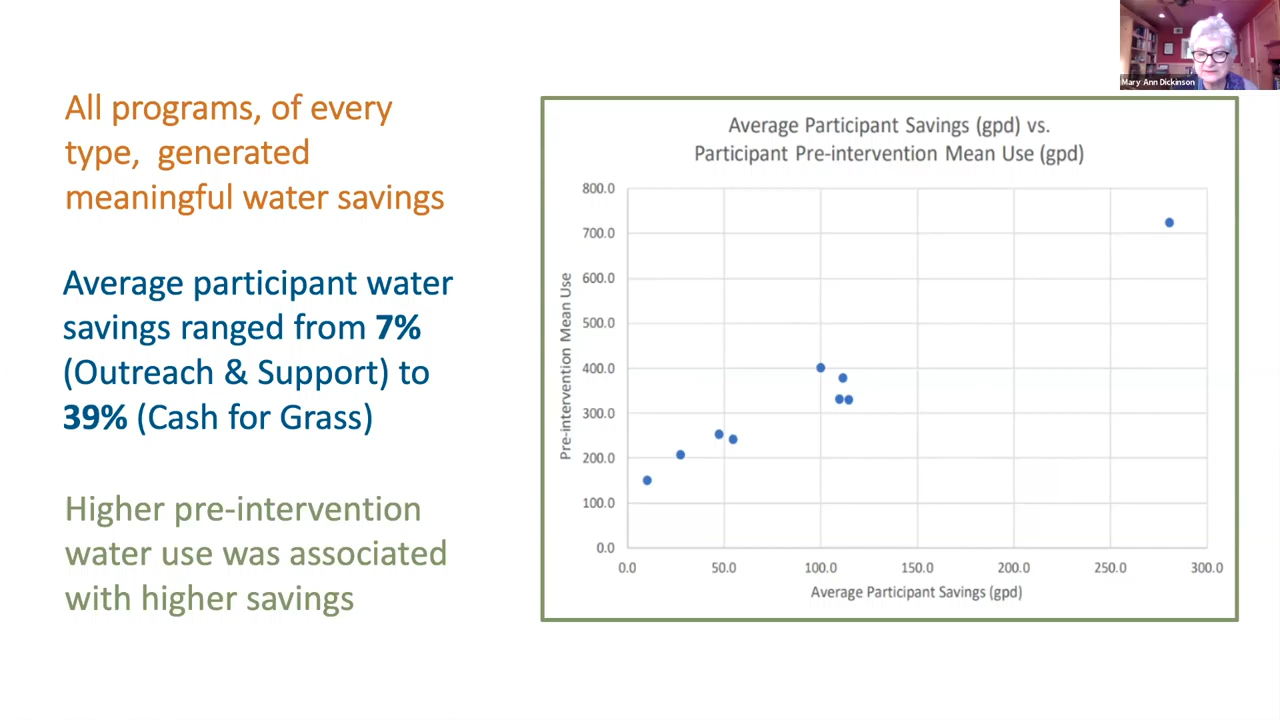 Mary Ann Dickinson
All programs, of every
type, generated
meaningful water savings
Average participant water
savings ranged from 7%
(Outreach & Support) to
39% (Cash for Grass)
Higher pre-intervention
water use was associated
with higher savings
Average Participant Savings (gpd) vs.
Participant Pre-intervention Mean Use (gpd)
Pre-intervention Mean Use
800.0
700.0
600.0
500.0
400.0
300.0
200.0
100.0
0.0
0.0 50.0 100.0 150.0 200.0 250.0 300.0
Average Participant Savings (gpd)